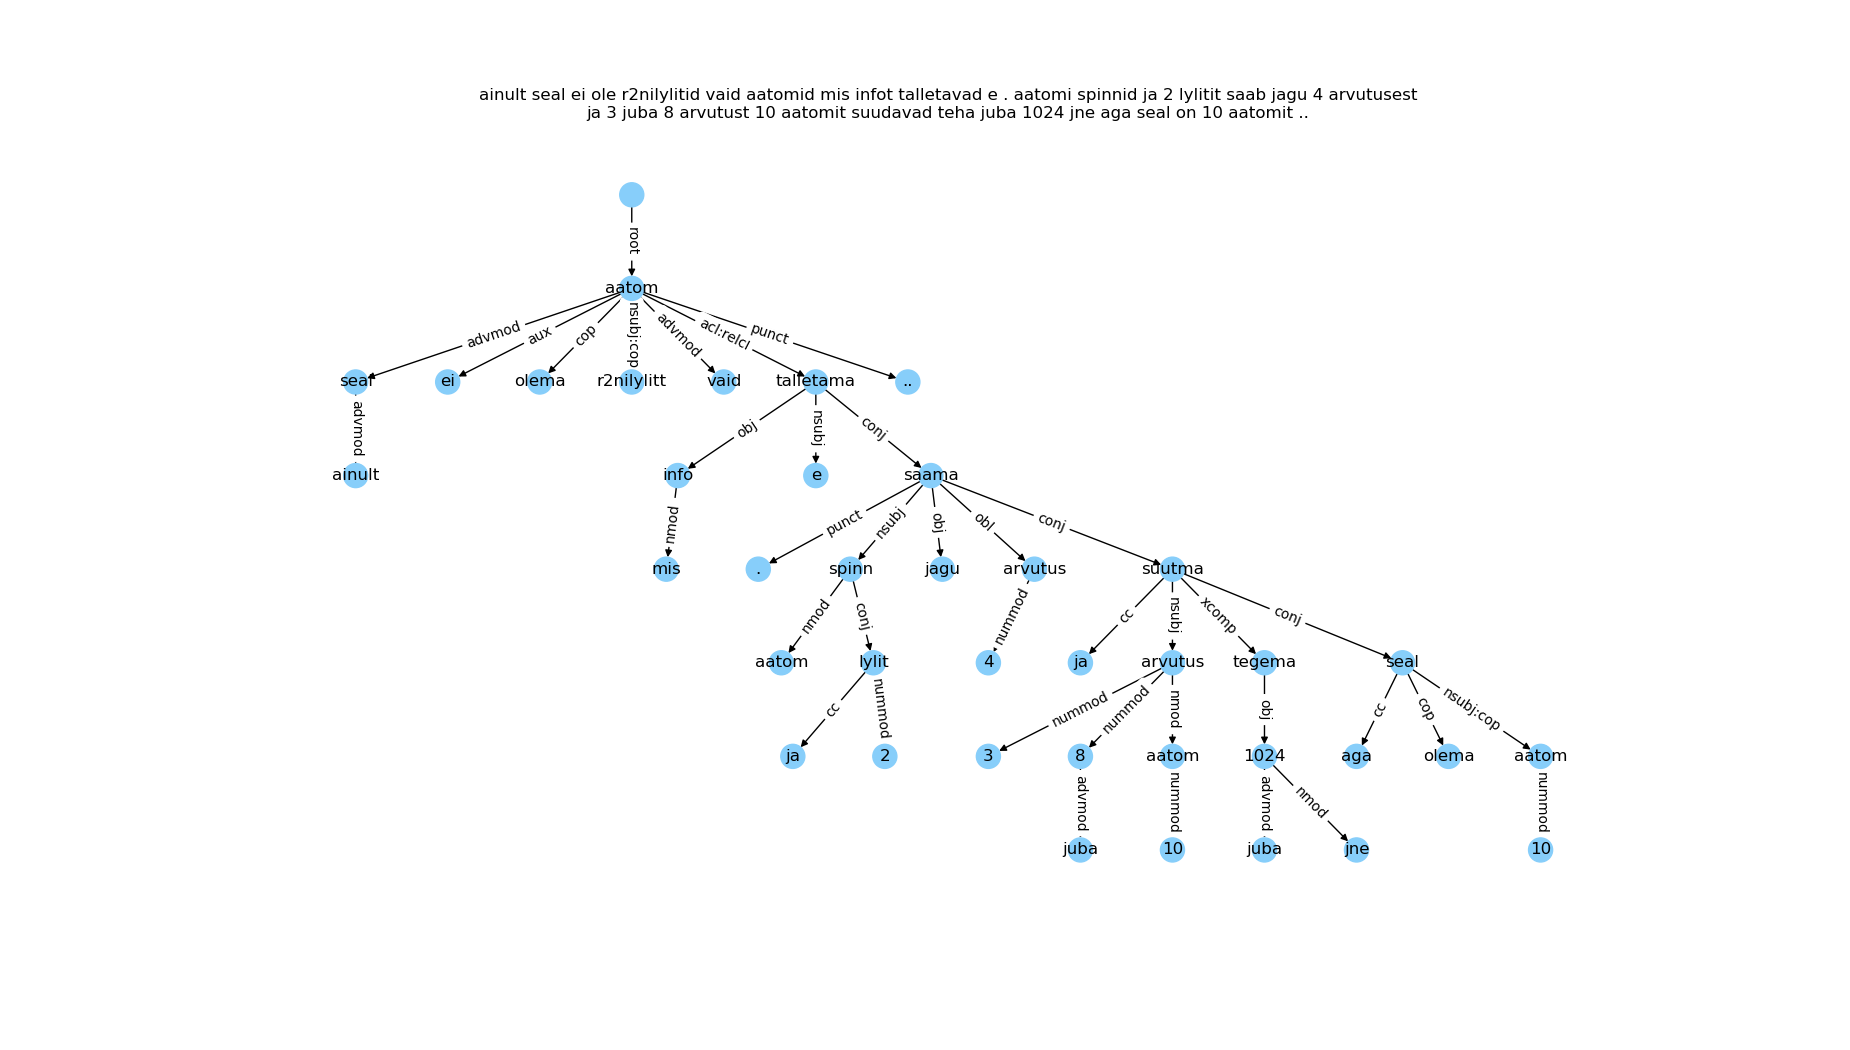 ainult seal ei ole r2nilylitid vaid aatomid mis infot talletavad e . aatomi spinnid ja 2 lylitit saab jagu 4 arvutusest
ja 3 juba 8 arvutust 10 aatomit suudavad teha juba 1024 jne aga seal on 10 aatomit ..
root
aatom
advmod aux cop nsubj:cop advmod acl:relcl punct
seal ei olema r2nilylitt vaid talletama ..
advmod obj nsubj conj
ainult info e saama
nmod punct nsubj obj obl conj
mis . spinn jagu arvutus suutma
nmod conj nummod cc nsubj xcomp conj
aatom lylit 4 ja arvutus tegema seal
cc nummod nummod nummod nmod obj cc cop nsubj:cop
ja 2 3 8 aatom 1024 aga olema aatom
advmod nummod advmod nmod nummod
juba 10 juba jne 10